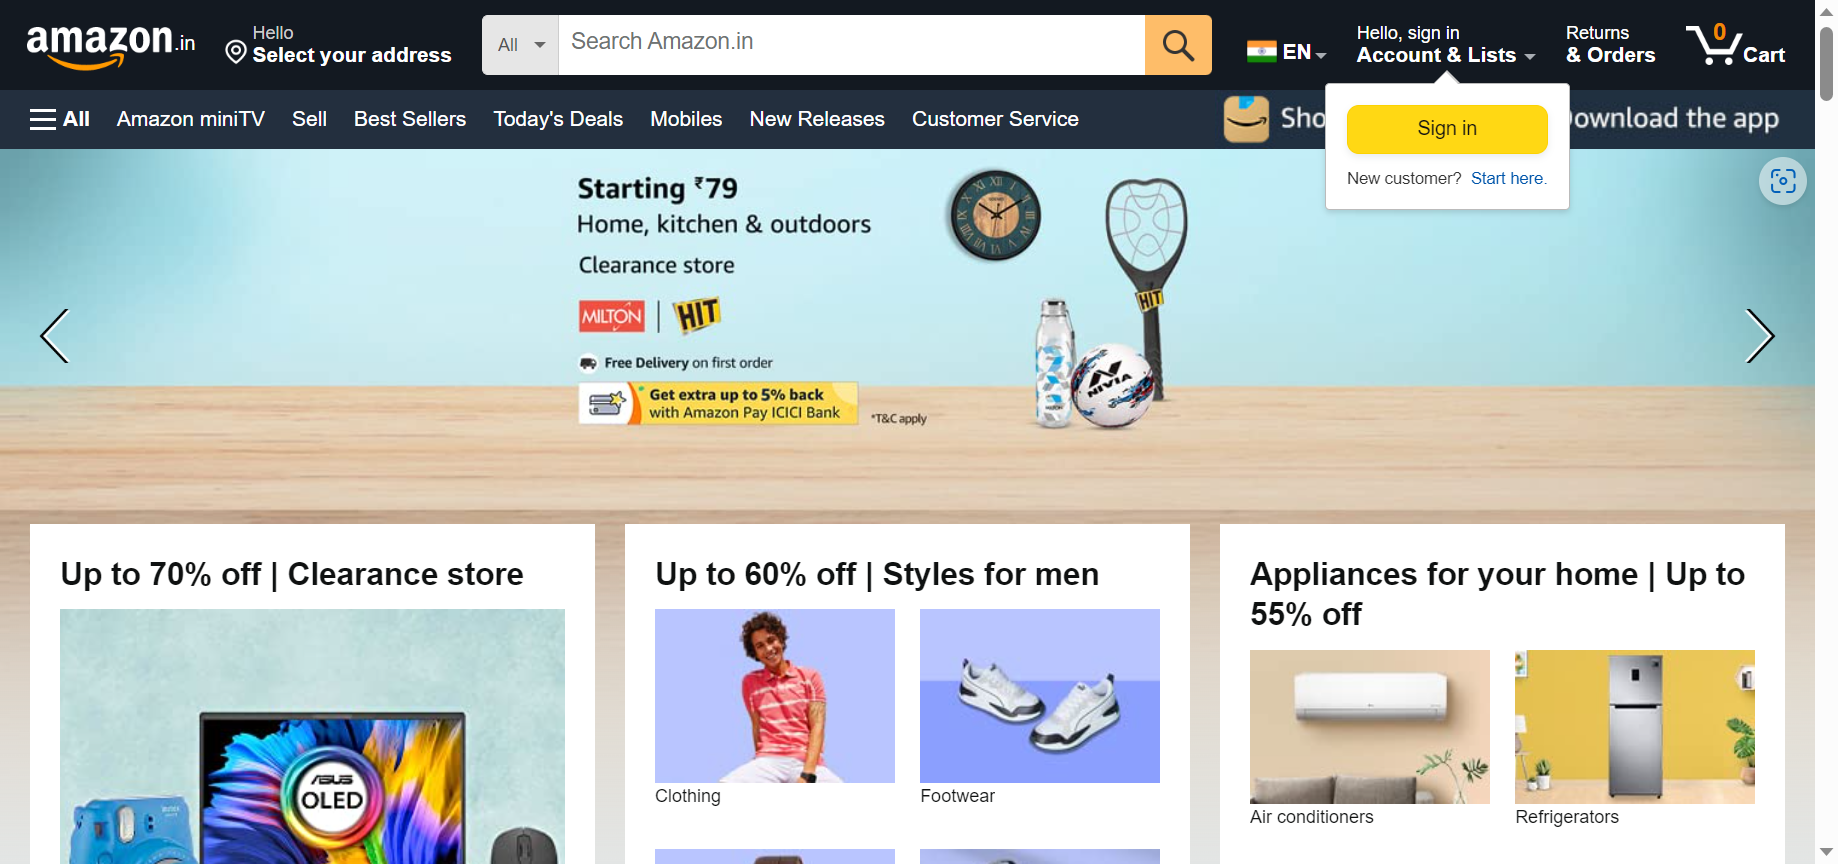 amazon.in
Hello
Select your address
All
Search Amazon.in
EN
Hello, sign in
Account & Lists
Returns
& Orders
0
Cart
All
Amazon miniTV
Sell
Best Sellers
Today's Deals
Mobiles
New Releases
Customer Service
Sho
ownload the app
Sign in
New customer? Start here.
Starting ₹79
Home, kitchen & outdoors
Clearance store
MILTON
HIT
Free Delivery on first order
Get extra up to 5% back
with Amazon Pay ICICI Bank
*T&C apply
HIT
NIVIA
MILTON
Up to 70% off | Clearance store
ASUS
OLED
Up to 60% off | Styles for men
Clothing
Footwear
Appliances for your home | Up to
55% off
Air conditioners
Refrigerators